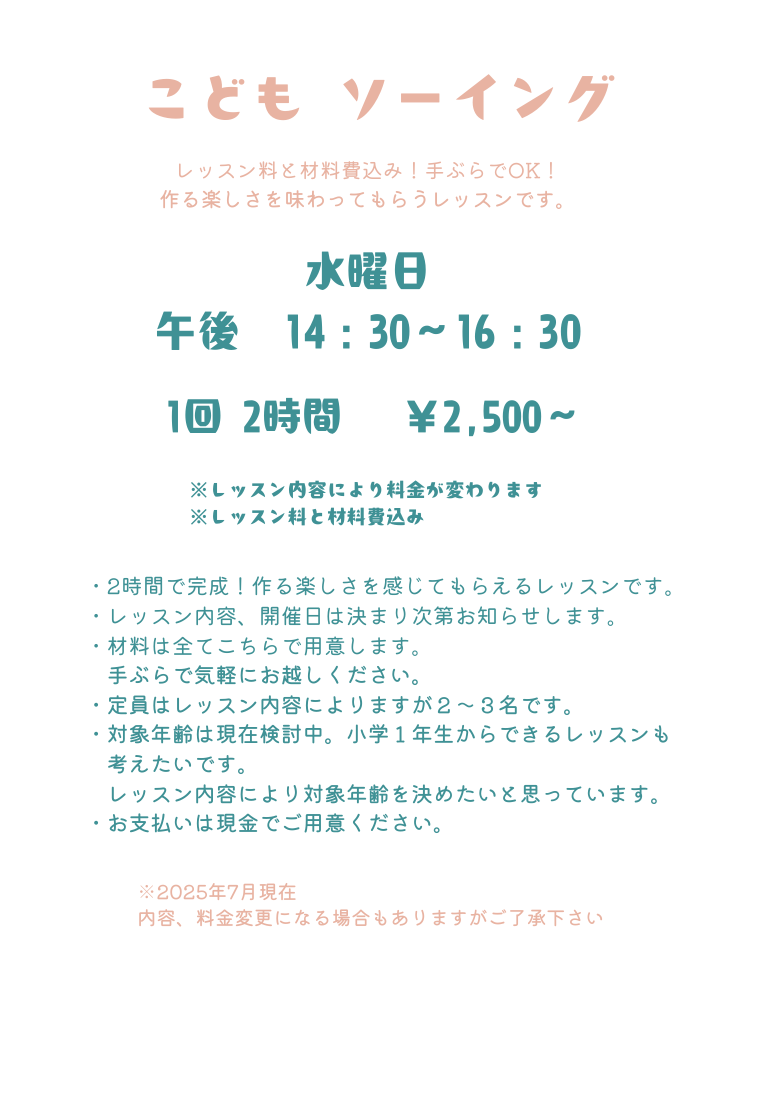 こども ソーイング
レッスン料と材料費込み！手ぶらでOK！
作る楽しさを味わってもらうレッスンです。
水曜日
午後　14：30～16：30
1回 2時間　￥2,500～
※レッスン内容により料金が変わります
※レッスン料と材料費込み
・2時間で完成！作る楽しさを感じてもらえるレッスンです。
・レッスン内容、開催日は決まり次第お知らせします。
・材料は全てこちらで用意します。
手ぶらで気軽にお越しください。
・定員はレッスン内容によりますが２～３名です。
・対象年齢は現在検討中。小学１年生からできるレッスンも
考えたいです。
レッスン内容により対象年齢を決めたいと思っています。
・お支払いは現金でご用意ください。
※2025年7月現在
内容、料金変更になる場合もありますがご了承下さい